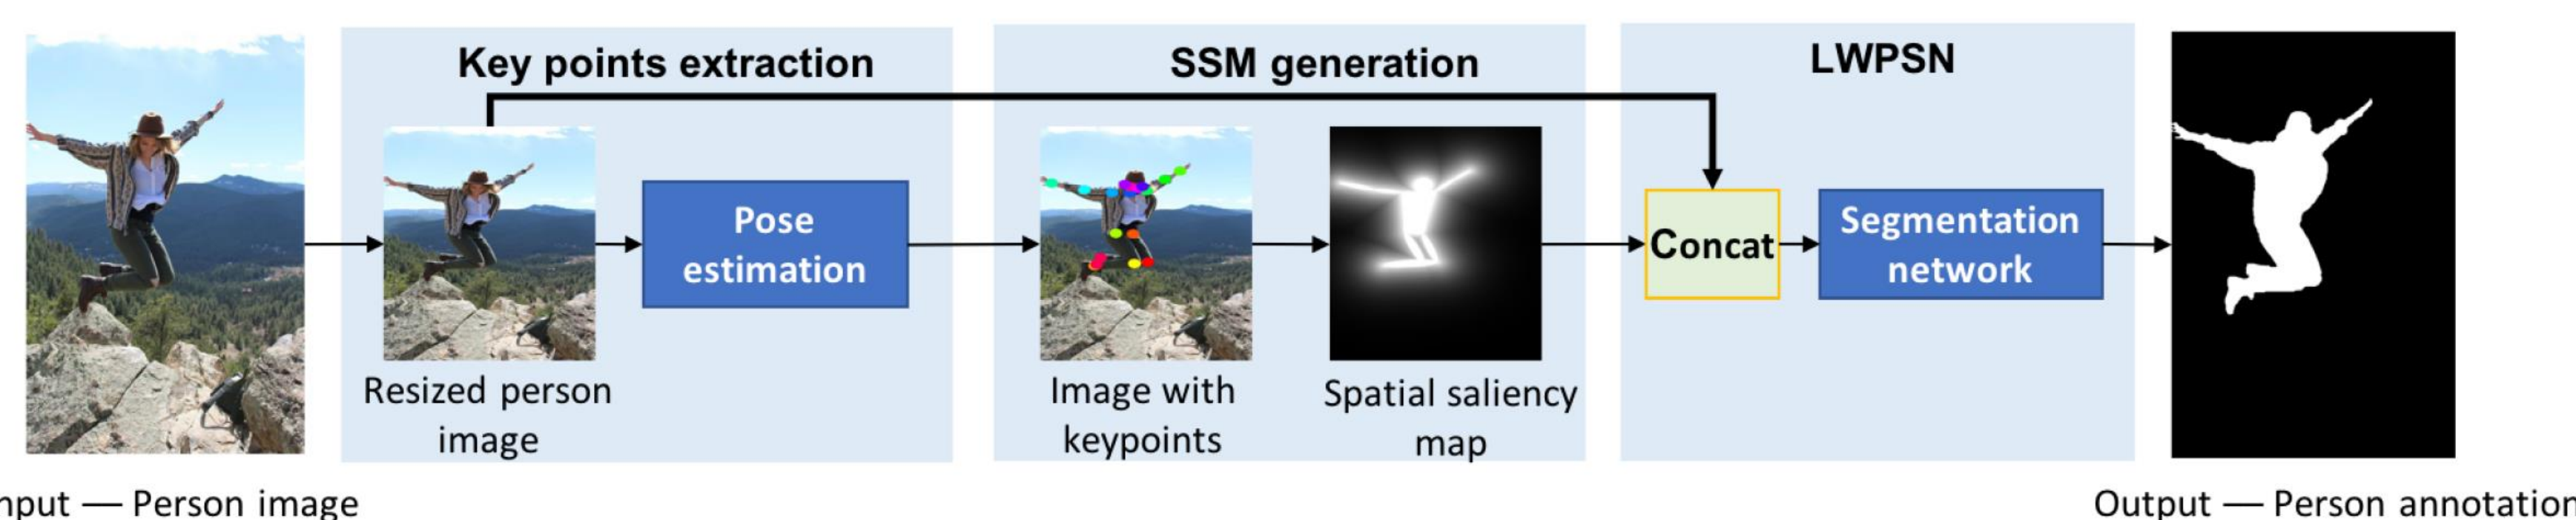 Key points extraction
SSM generation
LWPSN
Pose
estimation
Concat
Segmentation
network
Resized person
image
Image with
keypoints
Spatial saliency
map
nput — Person image
Output — Person annotation